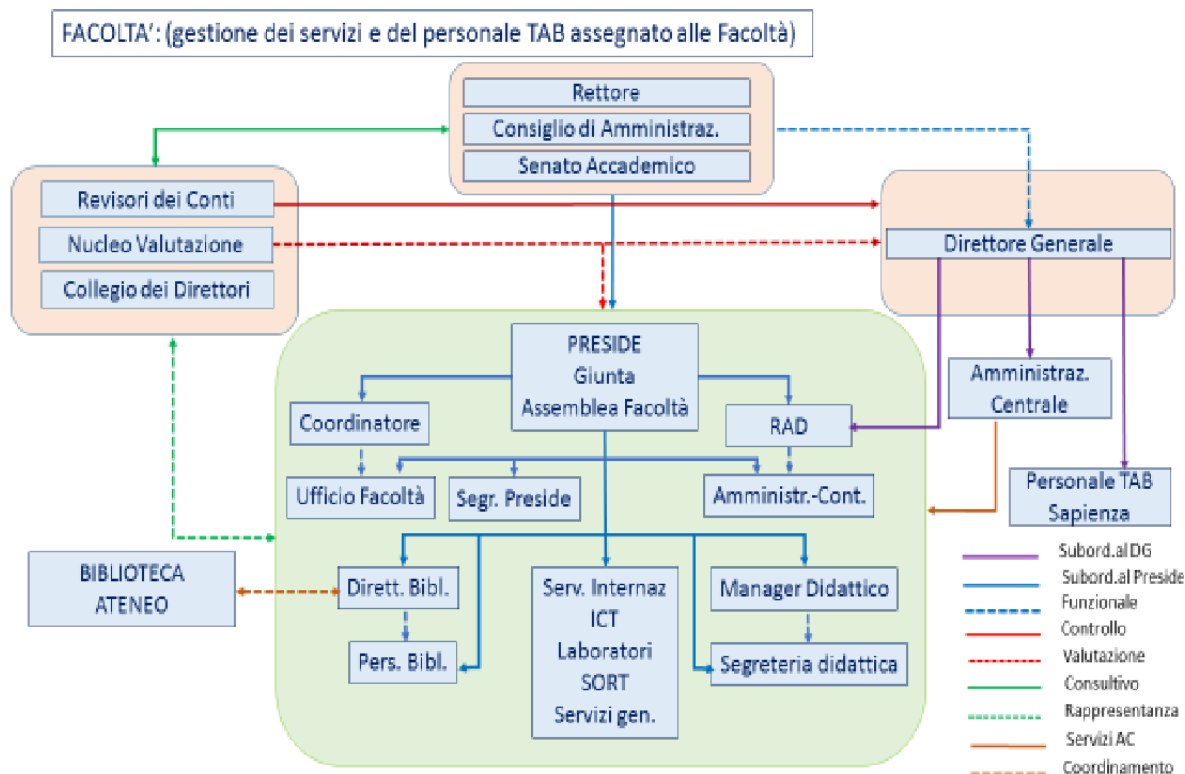 FACOLTA’: (gestione dei servizi e del personale TAB assegnato alle Facoltà)
Rettore
Consiglio di Amministraz.
Senato Accademico
Revisori dei Conti
Nucleo Valutazione
Collegio dei Direttori
Direttore Generale
PRESIDE
Giunta
Assemblea Facoltà
Coordinatore
RAD
Amministraz.
Centrale
Ufficio Facoltà
Segr. Preside
Amministr.-Cont.
Personale TAB
Sapienza
BIBLIOTECA
ATENEO
Dirett. Bibl.
Pers. Bibl.
Serv. Internaz
ICT
Laboratori
SORT
Servizi gen.
Manager Didattico
Segreteria didattica
Subord.al DG
Subord.al Preside
Funzionale
Controllo
Valutazione
Consultivo
Rappresentanza
Servizi AC
Coordinamento